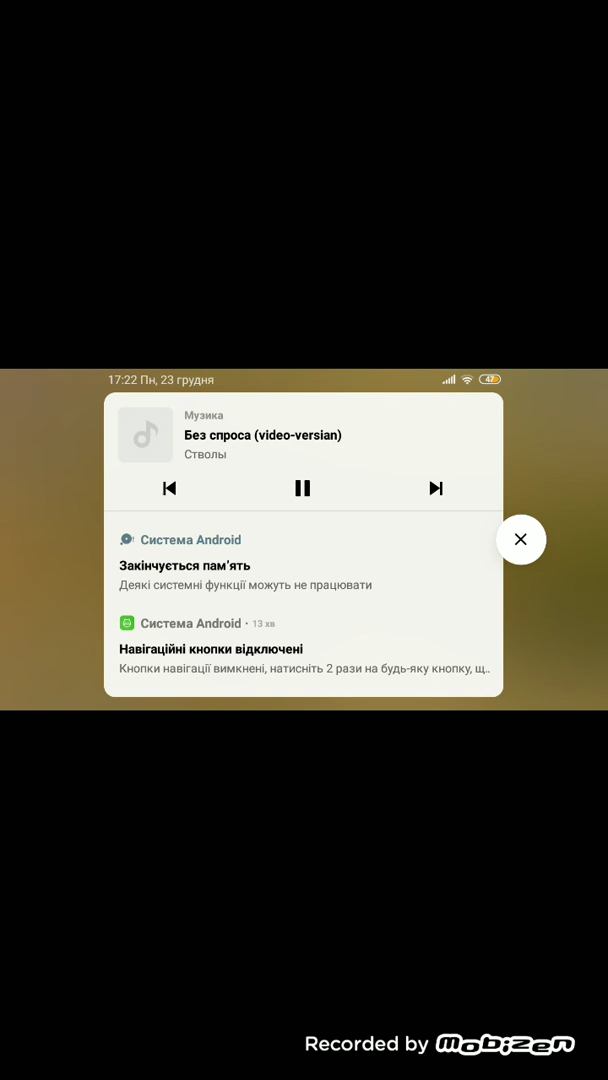 17:22 Пн, 23 грудня
47
Музика
Без спроса (video-versian)
Стволы
Система Android
Закінчується пам'ять
Деякі системні функції можуть не працювати
Система Android · 13 хв
Навігаційні кнопки відключені
Кнопки навігації вимкнені, натисніть 2 рази на будь-яку кнопку, щ..
Recorded by mobizen